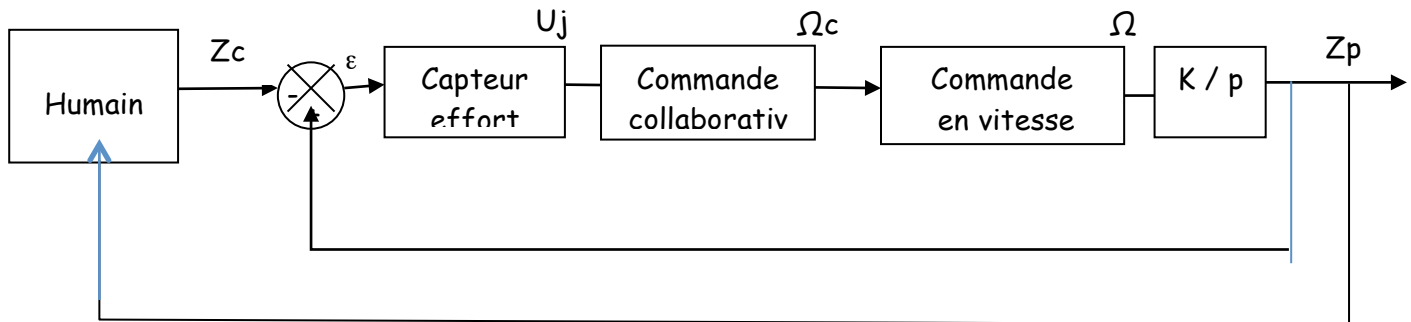 Humain
Zc
-
+
ε
Capteur
effort
Uj
Commande
collaborativ
Ωc
Commande
en vitesse
Ω
K / p
Zp